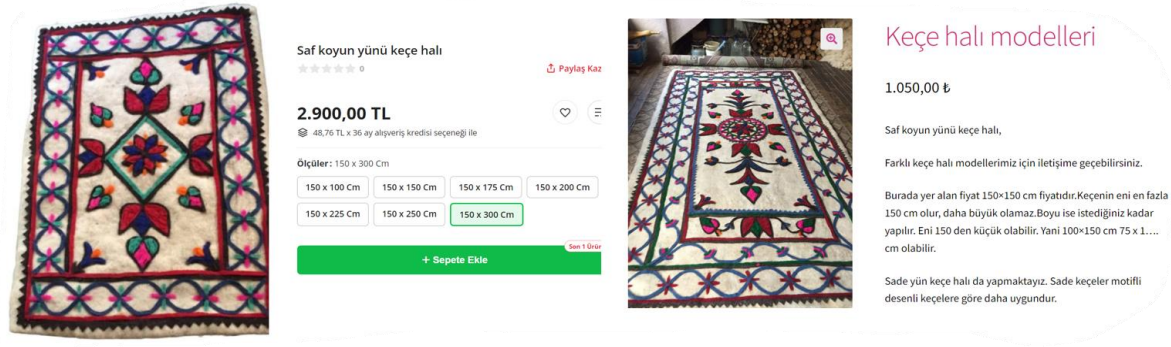 Saf koyun yünü keçe halı
0
Paylaş Kaz
2.900,00 TL
48,76 TL x 36 ay alışveriş kredisi seçeneği ile
Ölçüler: 150 x 300 Cm
150 x 100 Cm
150 x 150 Cm
150 x 175 Cm
150 x 200 Cm
150 x 225 Cm
150 x 250 Cm
150 x 300 Cm
Son 1 Ürür
+ Sepete Ekle
Keçe halı modelleri
1.050,00 ₺
Saf koyun yünü keçe halı,
Farklı keçe halı modellerimiz için iletişime geçebilirsiniz.
Burada yer alan fiyat 150×150 cm fiyatıdır.Keçenin eni en fazla
150 cm olur, daha büyük olamaz.Boyu ise istediğiniz kadar
yapılır. Eni 150 den küçük olabilir. Yani 100×150 cm 75 x 1….
cm olabilir.
Sade yün keçe halı da yapmaktayız. Sade keçeler motifli
desenli keçelere göre daha uygundur.